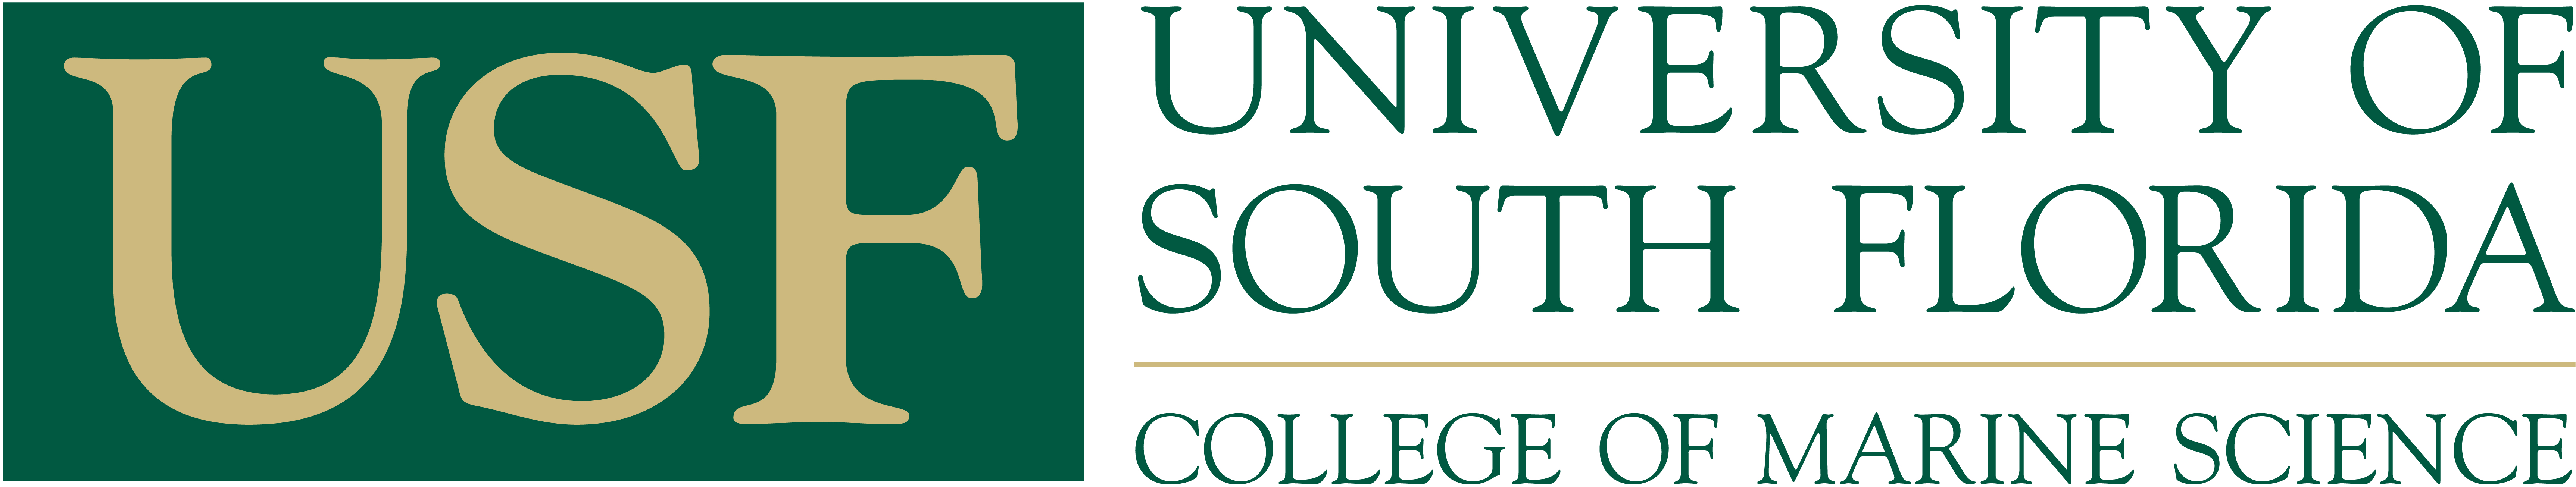 USF
UNIVERSITY OF
SOUTH FLORIDA
COLLEGE OF MARINE SCIENCE